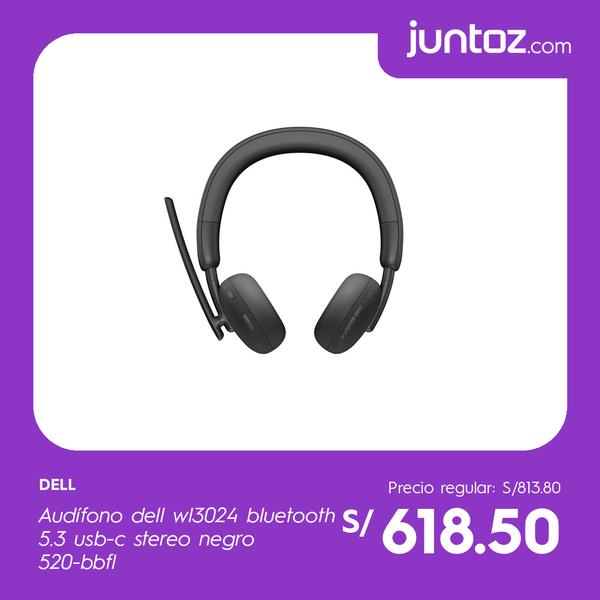 juntoz.com
DELL
Audífono dell wl3024 bluetooth
5.3 usb-c stereo negro
520-bbfl
Precio regular: S/813.80
S/ 618.50